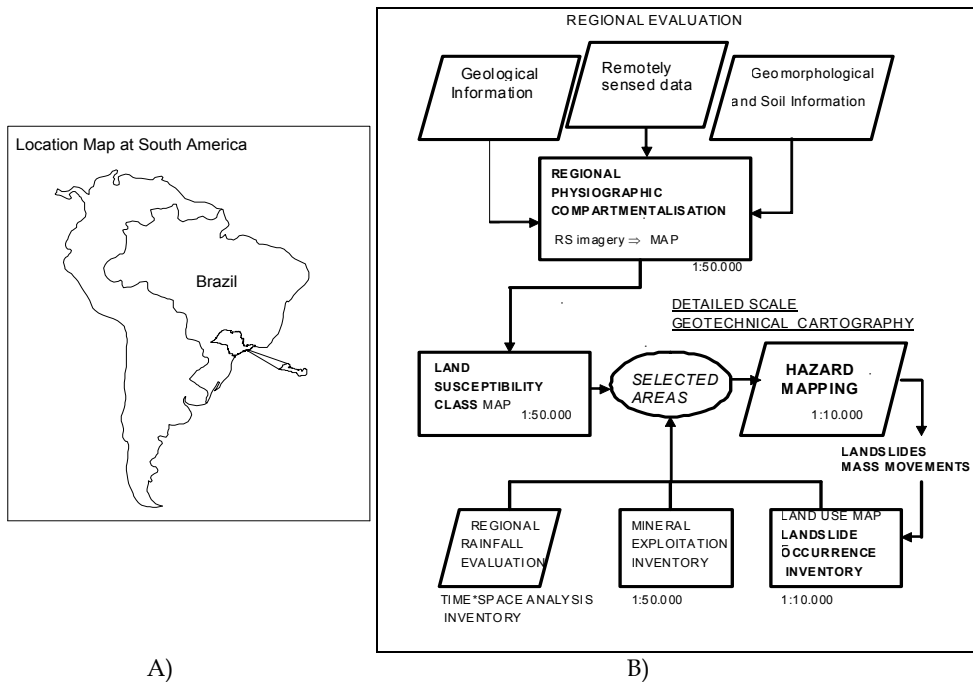 Location Map at South America
Brazil
A)
REGIONAL EVALUATION
Geological
Information
Remotely
sensed data
Geomorphological
and Soil Information
REGIONAL
PHYSIOGRAPHIC
COMPARTMENTALISATION
RS imagery ⇒ MAP
1:50.000
DETAILED SCALE
GEOTECHNICAL CARTOGRAPHY
LAND
SUSCEPTIBILITY
CLASS MAP
1:50.000
SELECTED
AREAS
HAZARD
MAPPING
1:10.000
LANDSLIDES
MASS MOVEMENTS
REGIONAL
RAINFALL
EVALUATION
TIME*SPACE ANALYSIS
INVENTORY
MINERAL
EXPLOITATION
INVENTORY
1:50.000
LAND USE MAP
LANDSLIDE
OCCURRENCE
INVENTORY
1:10.000
B)